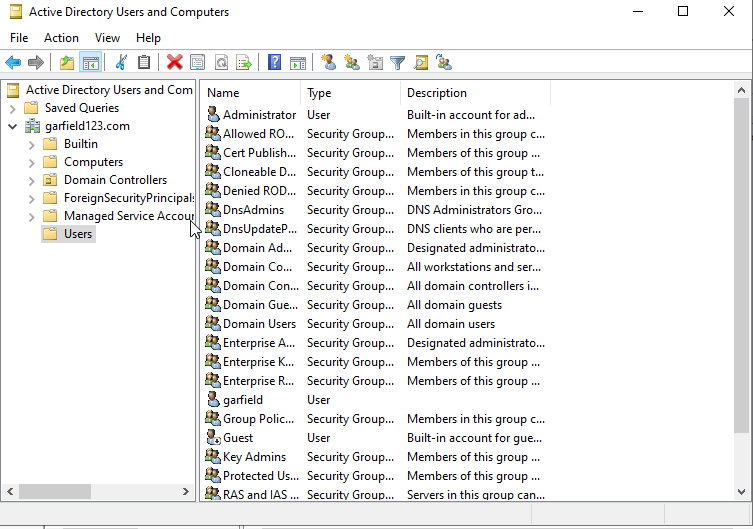 Active Directory Users and Computers
File Action View Help
Active Directory Users and Com
Saved Queries
garfield123.com
Builtin
Computers
Domain Controllers
ForeignSecurityPrincipals
Managed Service Accour
Users
Name Type Description
Administrator User Built-in account for ad...
Allowed RO... Security Group... Members in this group c...
Cert Publish... Security Group... Members of this group ...
Cloneable D... Security Group... Members of this group t...
Denied ROD... Security Group... Members in this group c...
DnsAdmins Security Group... DNS Administrators Gro...
DnsUpdateP... Security Group... DNS clients who are per...
Domain Ad... Security Group... Designated administrato...
Domain Co... Security Group... All workstations and ser...
Domain Con... Security Group... All domain controllers i...
Domain Gue... Security Group... All domain guests
Domain Users Security Group... All domain users
Enterprise A... Security Group... Designated administrato...
Enterprise K... Security Group... Members of this group ...
Enterprise R... Security Group... Members of this group ...
garfield User
Group Polic... Security Group... Members in this group c...
Guest User Built-in account for gue...
Key Admins Security Group... Members of this group ...
Protected Us... Security Group... Members of this group ...
RAS and IAS ... Security Group... Servers in this group can...